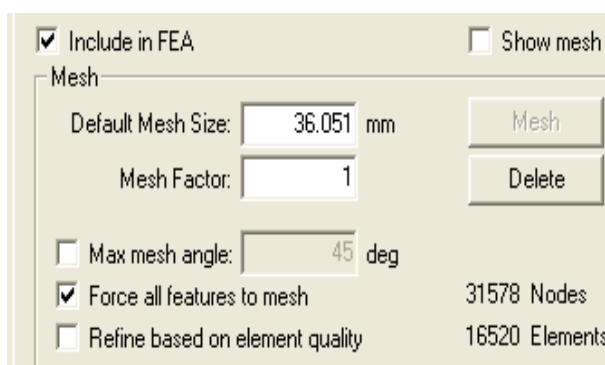 Include in FEA Show mesh
Mesh
Default Mesh Size: 36.051 mm Mesh
Mesh Factor: 1 Delete
Max mesh angle: 45 deg
Force all features to mesh 31578 Nodes
Refine based on element quality 16520 Elements